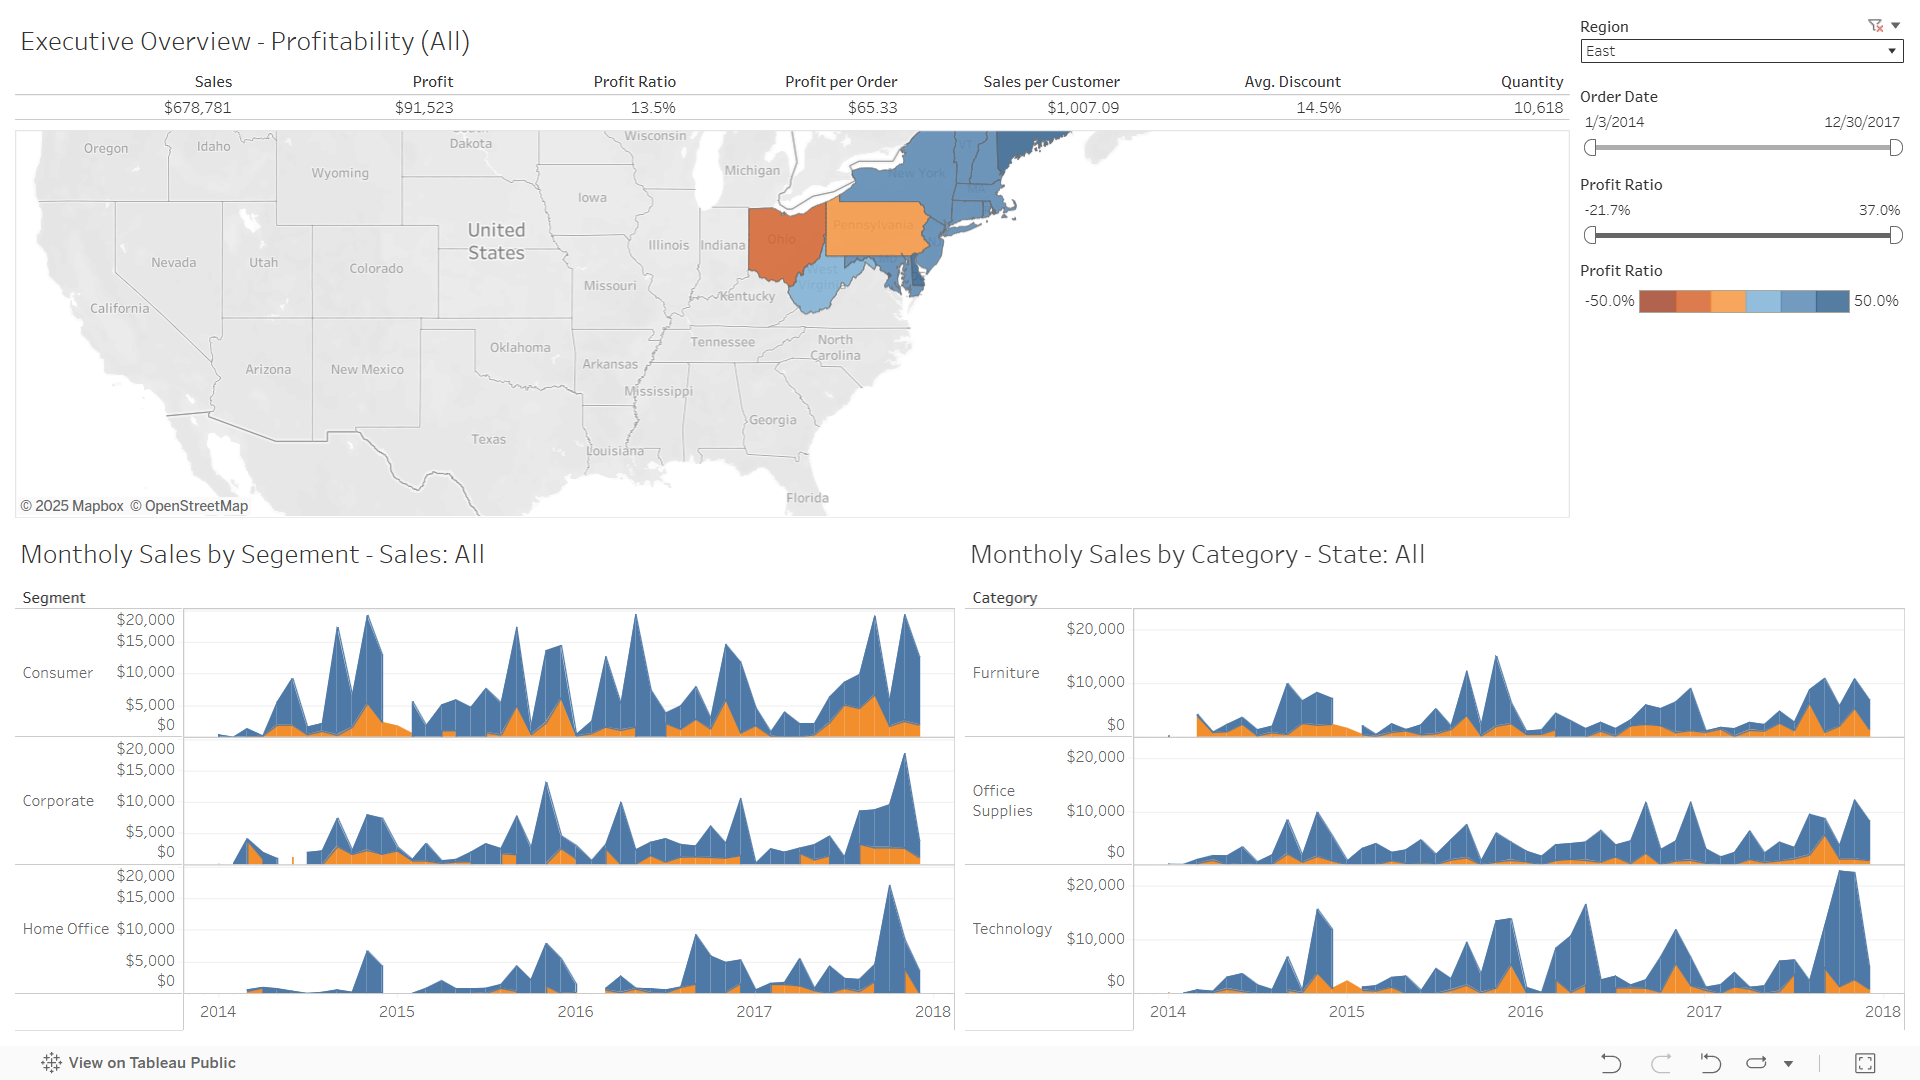 Executive Overview - Profitability (All)
Sales Profit Profit Ratio Profit per Order Sales per Customer Avg. Discount Quantity
$678,781 $91,523 13.5% $65.33 $1,007.09 14.5% 10,618
Region
East
Order Date
1/3/2014 12/30/2017
Profit Ratio
-21.7% 37.0%
Profit Ratio
-50.0% 50.0%
Oregon
Idaho
Wyoming
South Dakota
Wisconsin
Michigan
VT
New York
MA
Iowa
United States
Nevada
Utah
Colorado
Illinois
Indiana
Ohio
Pennsylvania
West Virginia
California
Missouri
Kentucky
Arizona
New Mexico
Oklahoma
Arkansas
Tennessee
North Carolina
Mississippi
Georgia
Texas
Louisiana
Florida
© 2025 Mapbox © OpenStreetMap
Montholy Sales by Segement - Sales: All
Segment
Consumer
$20,000
$15,000
$10,000
$5,000
$0
Corporate
$20,000
$15,000
$10,000
$5,000
$0
Home Office
$20,000
$15,000
$10,000
$5,000
$0
2014 2015 2016 2017 2018
Montholy Sales by Category - State: All
Category
Furniture
$20,000
$10,000
$0
Office Supplies
$20,000
$10,000
$0
Technology
$20,000
$10,000
$0
2014 2015 2016 2017 2018
View on Tableau Public